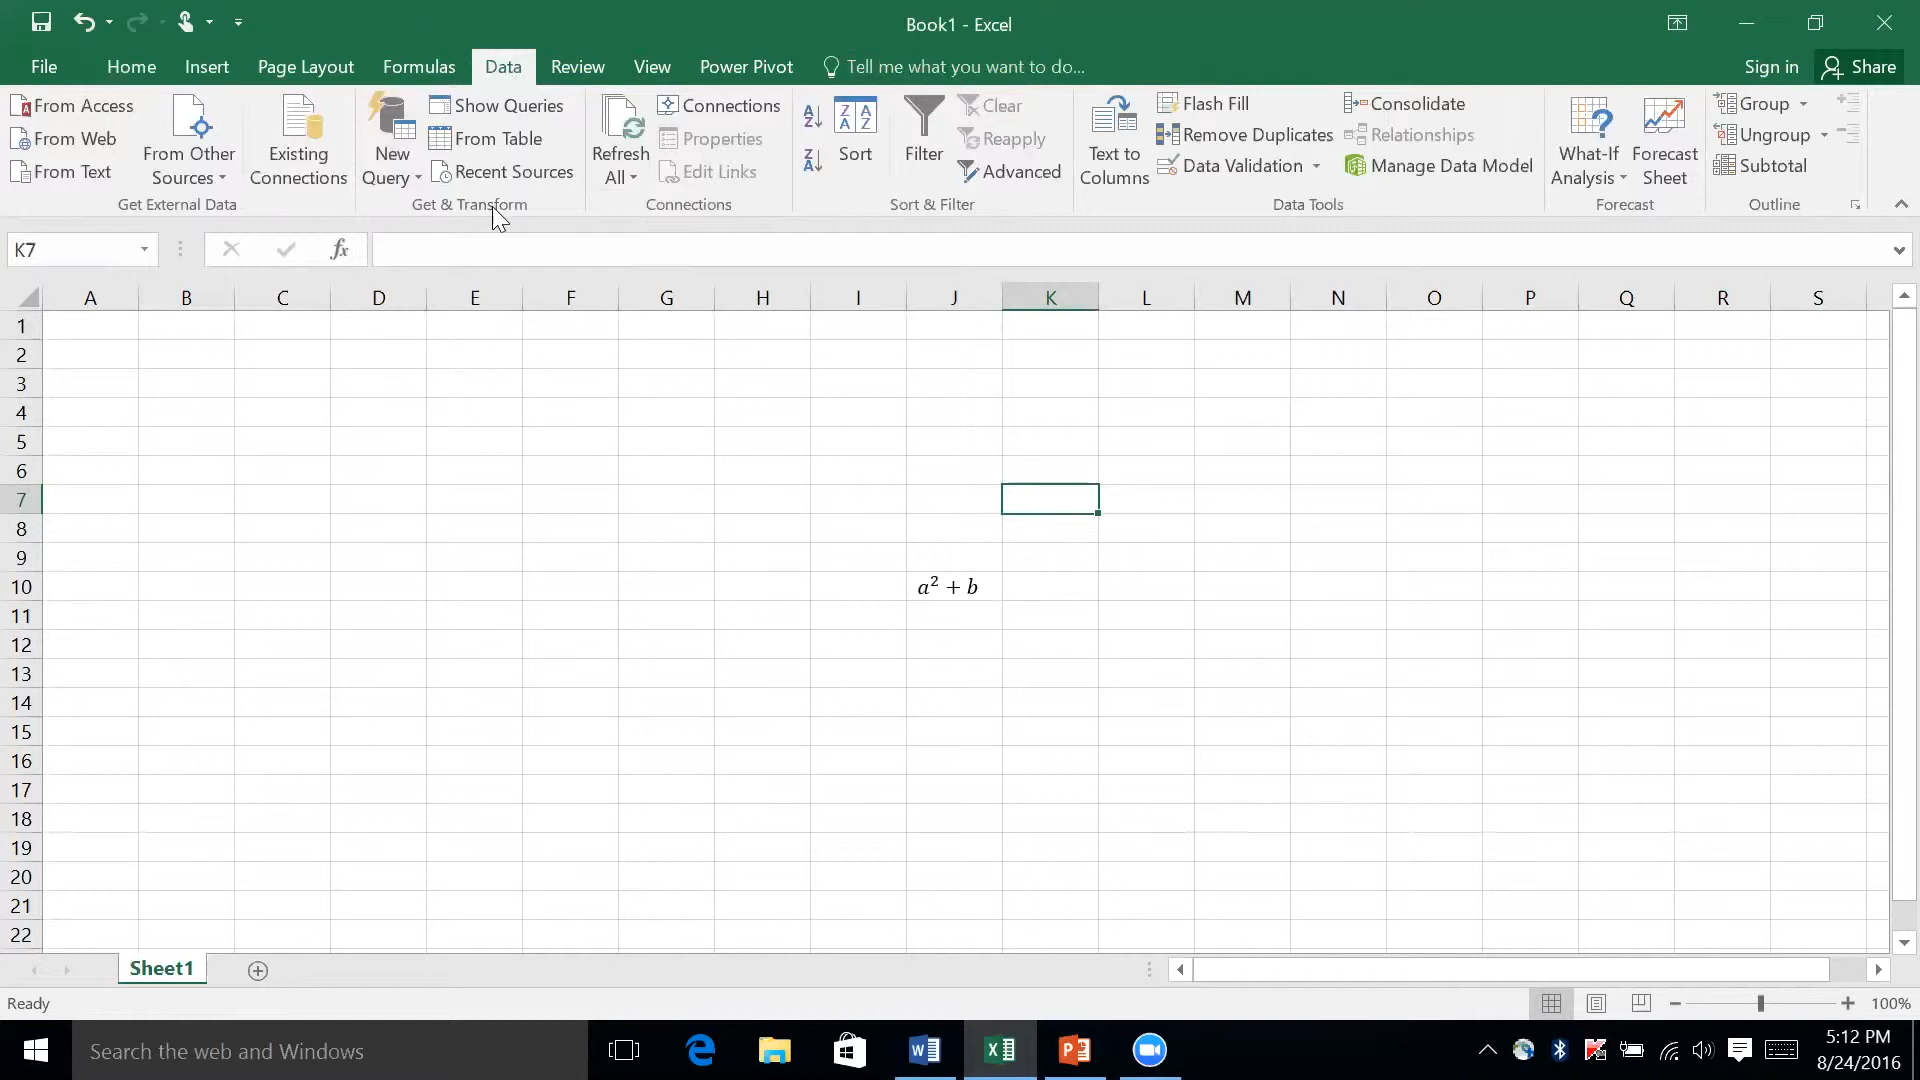 Book1 - Excel
File Home Insert Page Layout Formulas Data Review View Power Pivot Tell me what you want to do... Sign in Share
From Access
From Web
From Text
From Other Sources
Existing Connections
Get External Data
New Query
Show Queries
From Table
Recent Sources
Get & Transform
Refresh All
Connections
Properties
Edit Links
Connections
Sort
Filter
Clear
Reapply
Advanced
Sort & Filter
Text to Columns
Flash Fill
Remove Duplicates
Data Validation
Consolidate
Relationships
Manage Data Model
Data Tools
What-If Analysis
Forecast Sheet
Forecast
Group
Ungroup
Subtotal
Outline
K7 fx
A B C D E F G H I J K L M N O P Q R S
1
2
3
4
5
6
7
8
9
10 a² + b
11
12
13
14
15
16
17
18
19
20
21
22
Sheet1
Ready 100%
Search the web and Windows
5:12 PM
8/24/2016